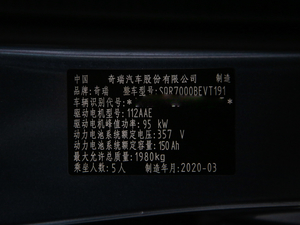 中国 奇瑞汽车股份有限公司 制造
品牌:奇瑞 整车型号:SQR7000BEVT191
车辆识别代号:
驱动电机型号:112AAE
驱动电机峰值功率:95 kW
动力电池系统额定电压:357 V
动力电池系统额定容量:150 Ah
最大允许总质量:1980kg
乘坐人数:5人 制造年月:2020-03